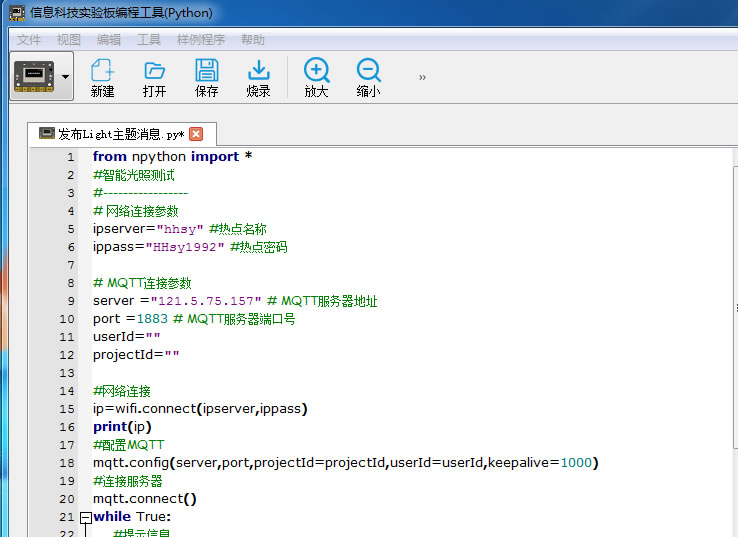 信息科技实验板编程工具(Python)
文件 视图 编辑 工具 样例程序 帮助
新建 打开 保存 烧录 放大 缩小 »
发布Light主题消息.py*
1 from npython import *
2 #智能光照测试
3 #-----------------
4 # 网络连接参数
5 ipserver="hhsy" #热点名称
6 ippass="HHsy1992" #热点密码
7
8 # MQTT连接参数
9 server ="121.5.75.157" # MQTT服务器地址
10 port =1883 # MQTT服务器端口号
11 userId=""
12 projectId=""
13
14 #网络连接
15 ip=wifi.connect(ipserver,ippass)
16 print(ip)
17 #配置MQTT
18 mqtt.config(server,port,projectId=projectId,userId=userId,keepalive=1000)
19 #连接服务器
20 mqtt.connect()
21 while True:
22 #提示信息